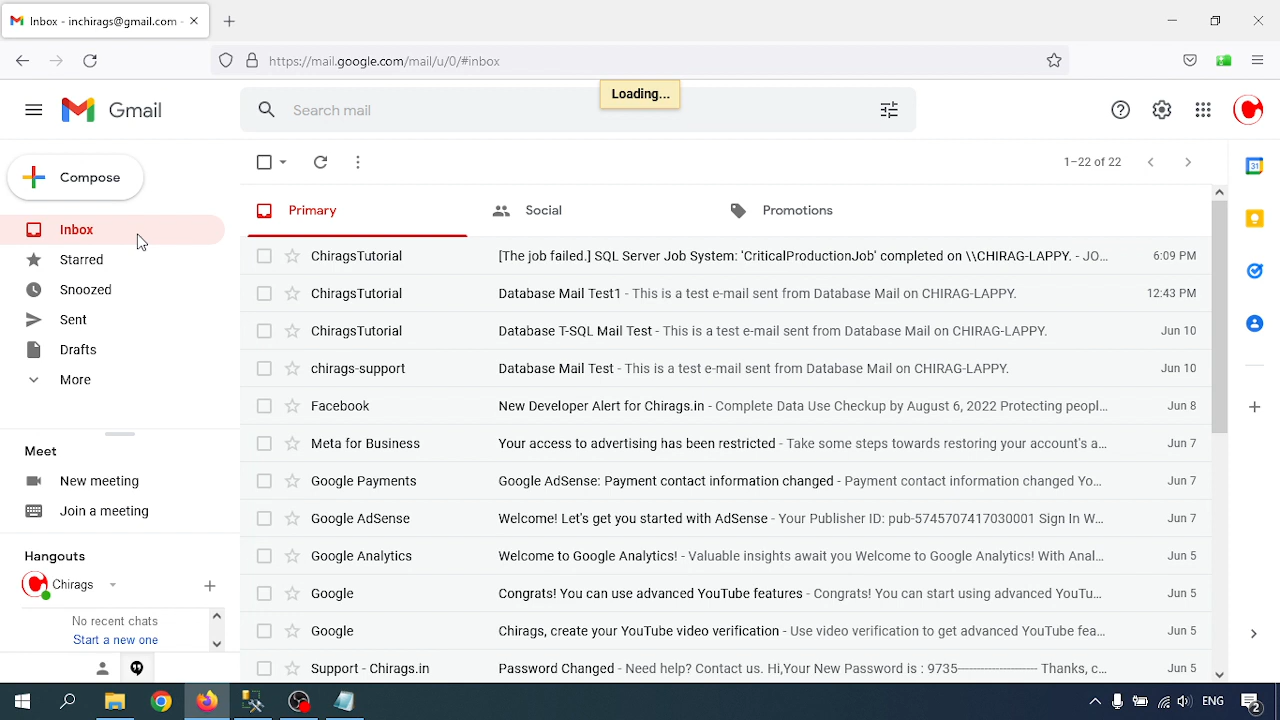 Inbox - inchirags@gmail.com -
https://mail.google.com/mail/u/0/#inbox
Loading...
Gmail
Search mail
Compose
1–22 of 22
Inbox
Starred
Snoozed
Sent
Drafts
More
Primary
Social
Promotions
ChiragsTutorial [The job failed.] SQL Server Job System: 'CriticalProductionJob' completed on \\CHIRAG-LAPPY. - JO... 6:09 PM
ChiragsTutorial Database Mail Test1 - This is a test e-mail sent from Database Mail on CHIRAG-LAPPY. 12:43 PM
ChiragsTutorial Database T-SQL Mail Test - This is a test e-mail sent from Database Mail on CHIRAG-LAPPY. Jun 10
chirags-support Database Mail Test - This is a test e-mail sent from Database Mail on CHIRAG-LAPPY. Jun 10
Facebook New Developer Alert for Chirags.in - Complete Data Use Checkup by August 6, 2022 Protecting peopl... Jun 8
Meta for Business Your access to advertising has been restricted - Take some steps towards restoring your account's a... Jun 7
Google Payments Google AdSense: Payment contact information changed - Payment contact information changed Yo... Jun 7
Google AdSense Welcome! Let's get you started with AdSense - Your Publisher ID: pub-5745707417030001 Sign In W... Jun 7
Google Analytics Welcome to Google Analytics! - Valuable insights await you Welcome to Google Analytics! With Anal... Jun 5
Google Congrats! You can use advanced YouTube features - Congrats! You can start using advanced YouTu... Jun 5
Google Chirags, create your YouTube video verification - Use video verification to get advanced YouTube fea... Jun 5
Support - Chirags.in Password Changed - Need help? Contact us. Hi,Your New Password is : 9735---------------------- Thanks, c... Jun 5
Meet
New meeting
Join a meeting
Hangouts
Chirags
No recent chats
Start a new one
31
ENG
2